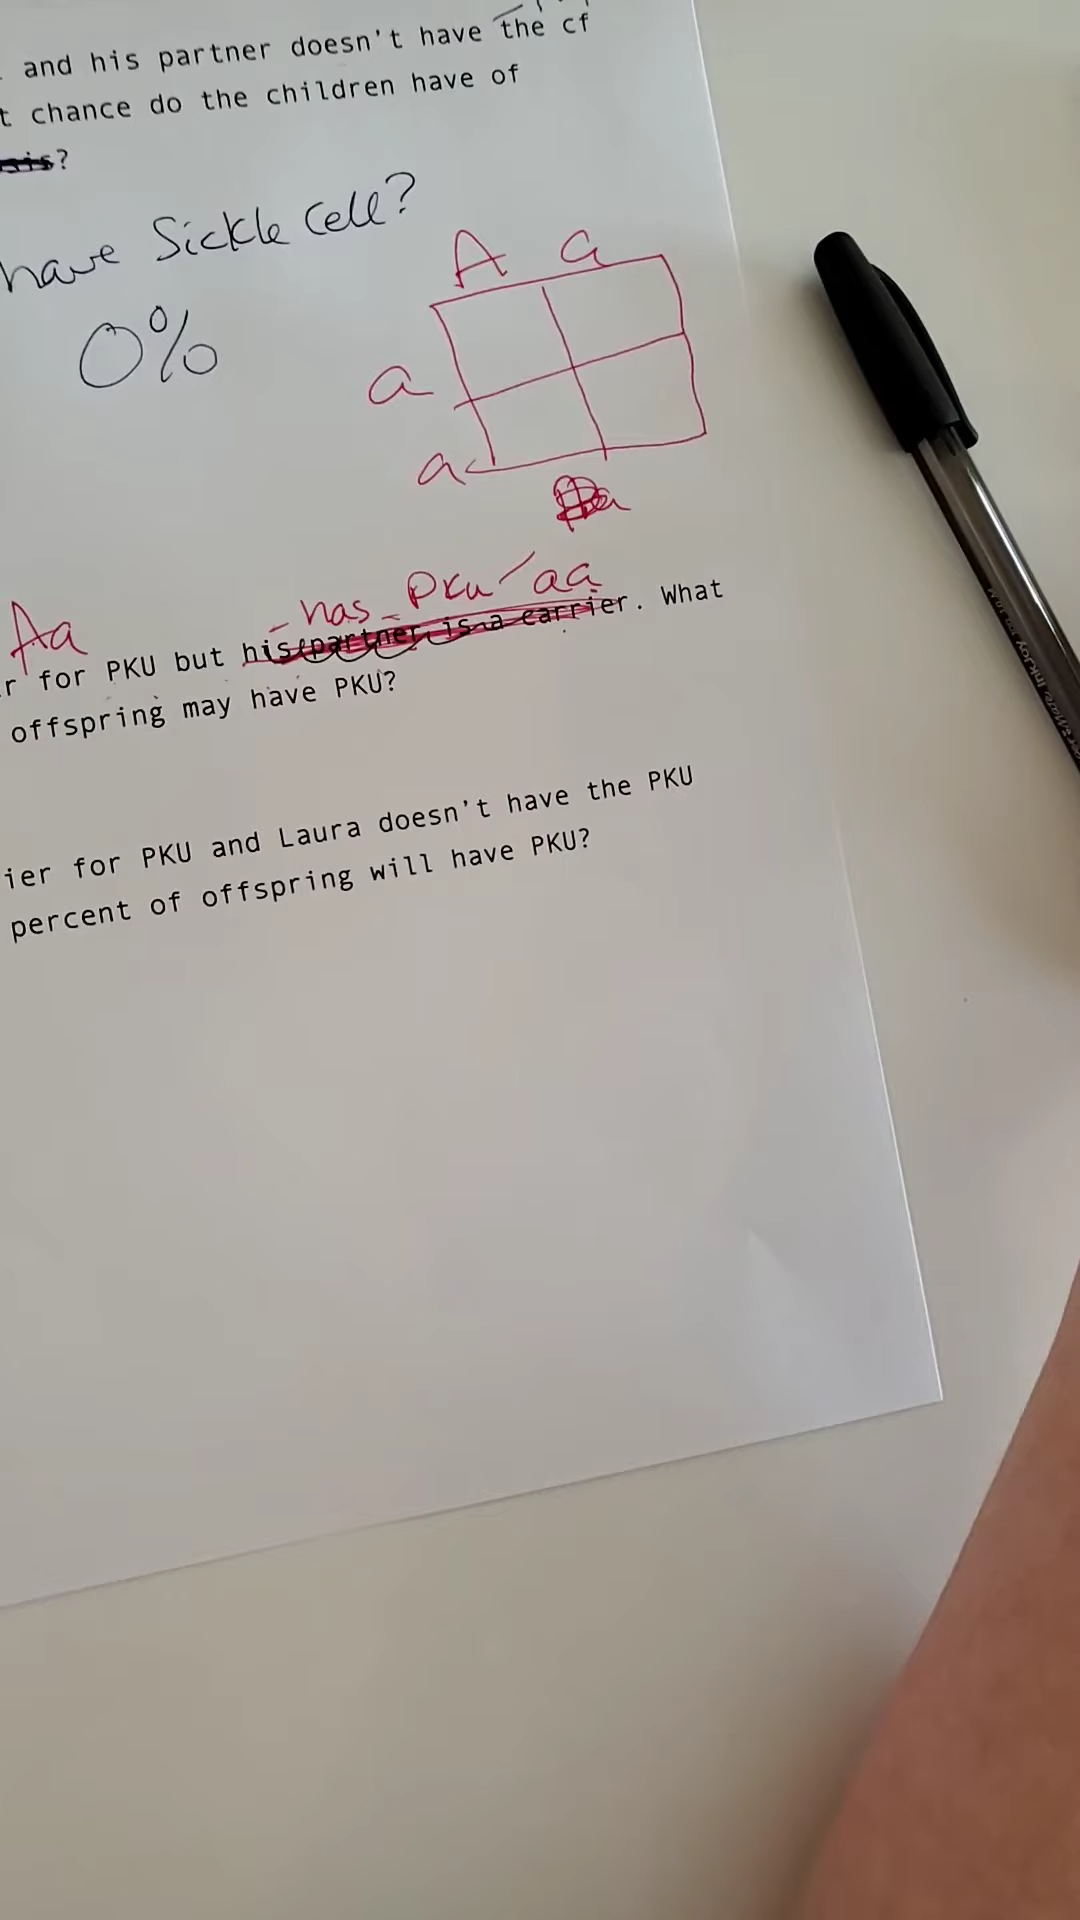 and his partner doesn't have the cf
t chance do the children have of
?
have Sickle Cell?
0%
A a
a
a
Aa
has PKU aa
r for PKU but his partner is a carrier. What
offspring may have PKU?
ier for PKU and Laura doesn't have the PKU
percent of offspring will have PKU?